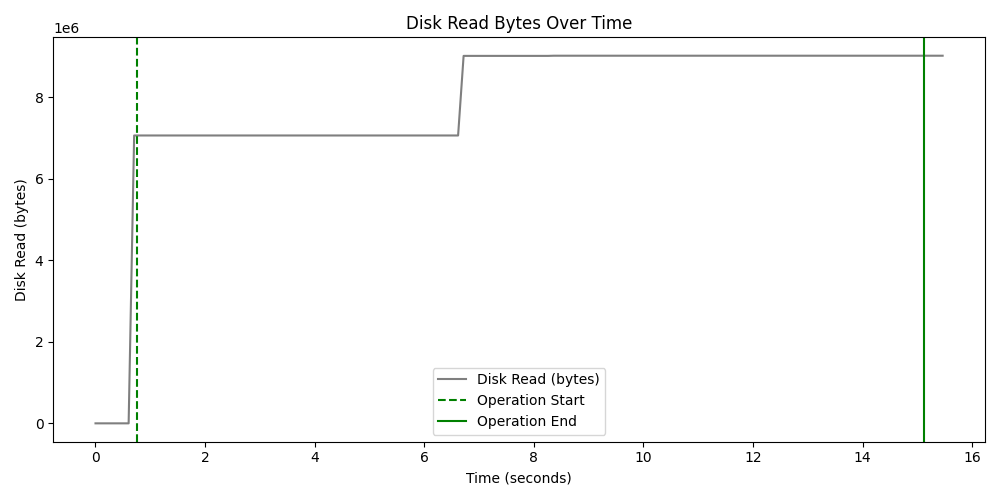 Disk Read Bytes Over Time
1e6
8
6
4
2
0
Disk Read (bytes)
Disk Read (bytes)
Operation Start
Operation End
0 2 4 6 8 10 12 14 16
Time (seconds)